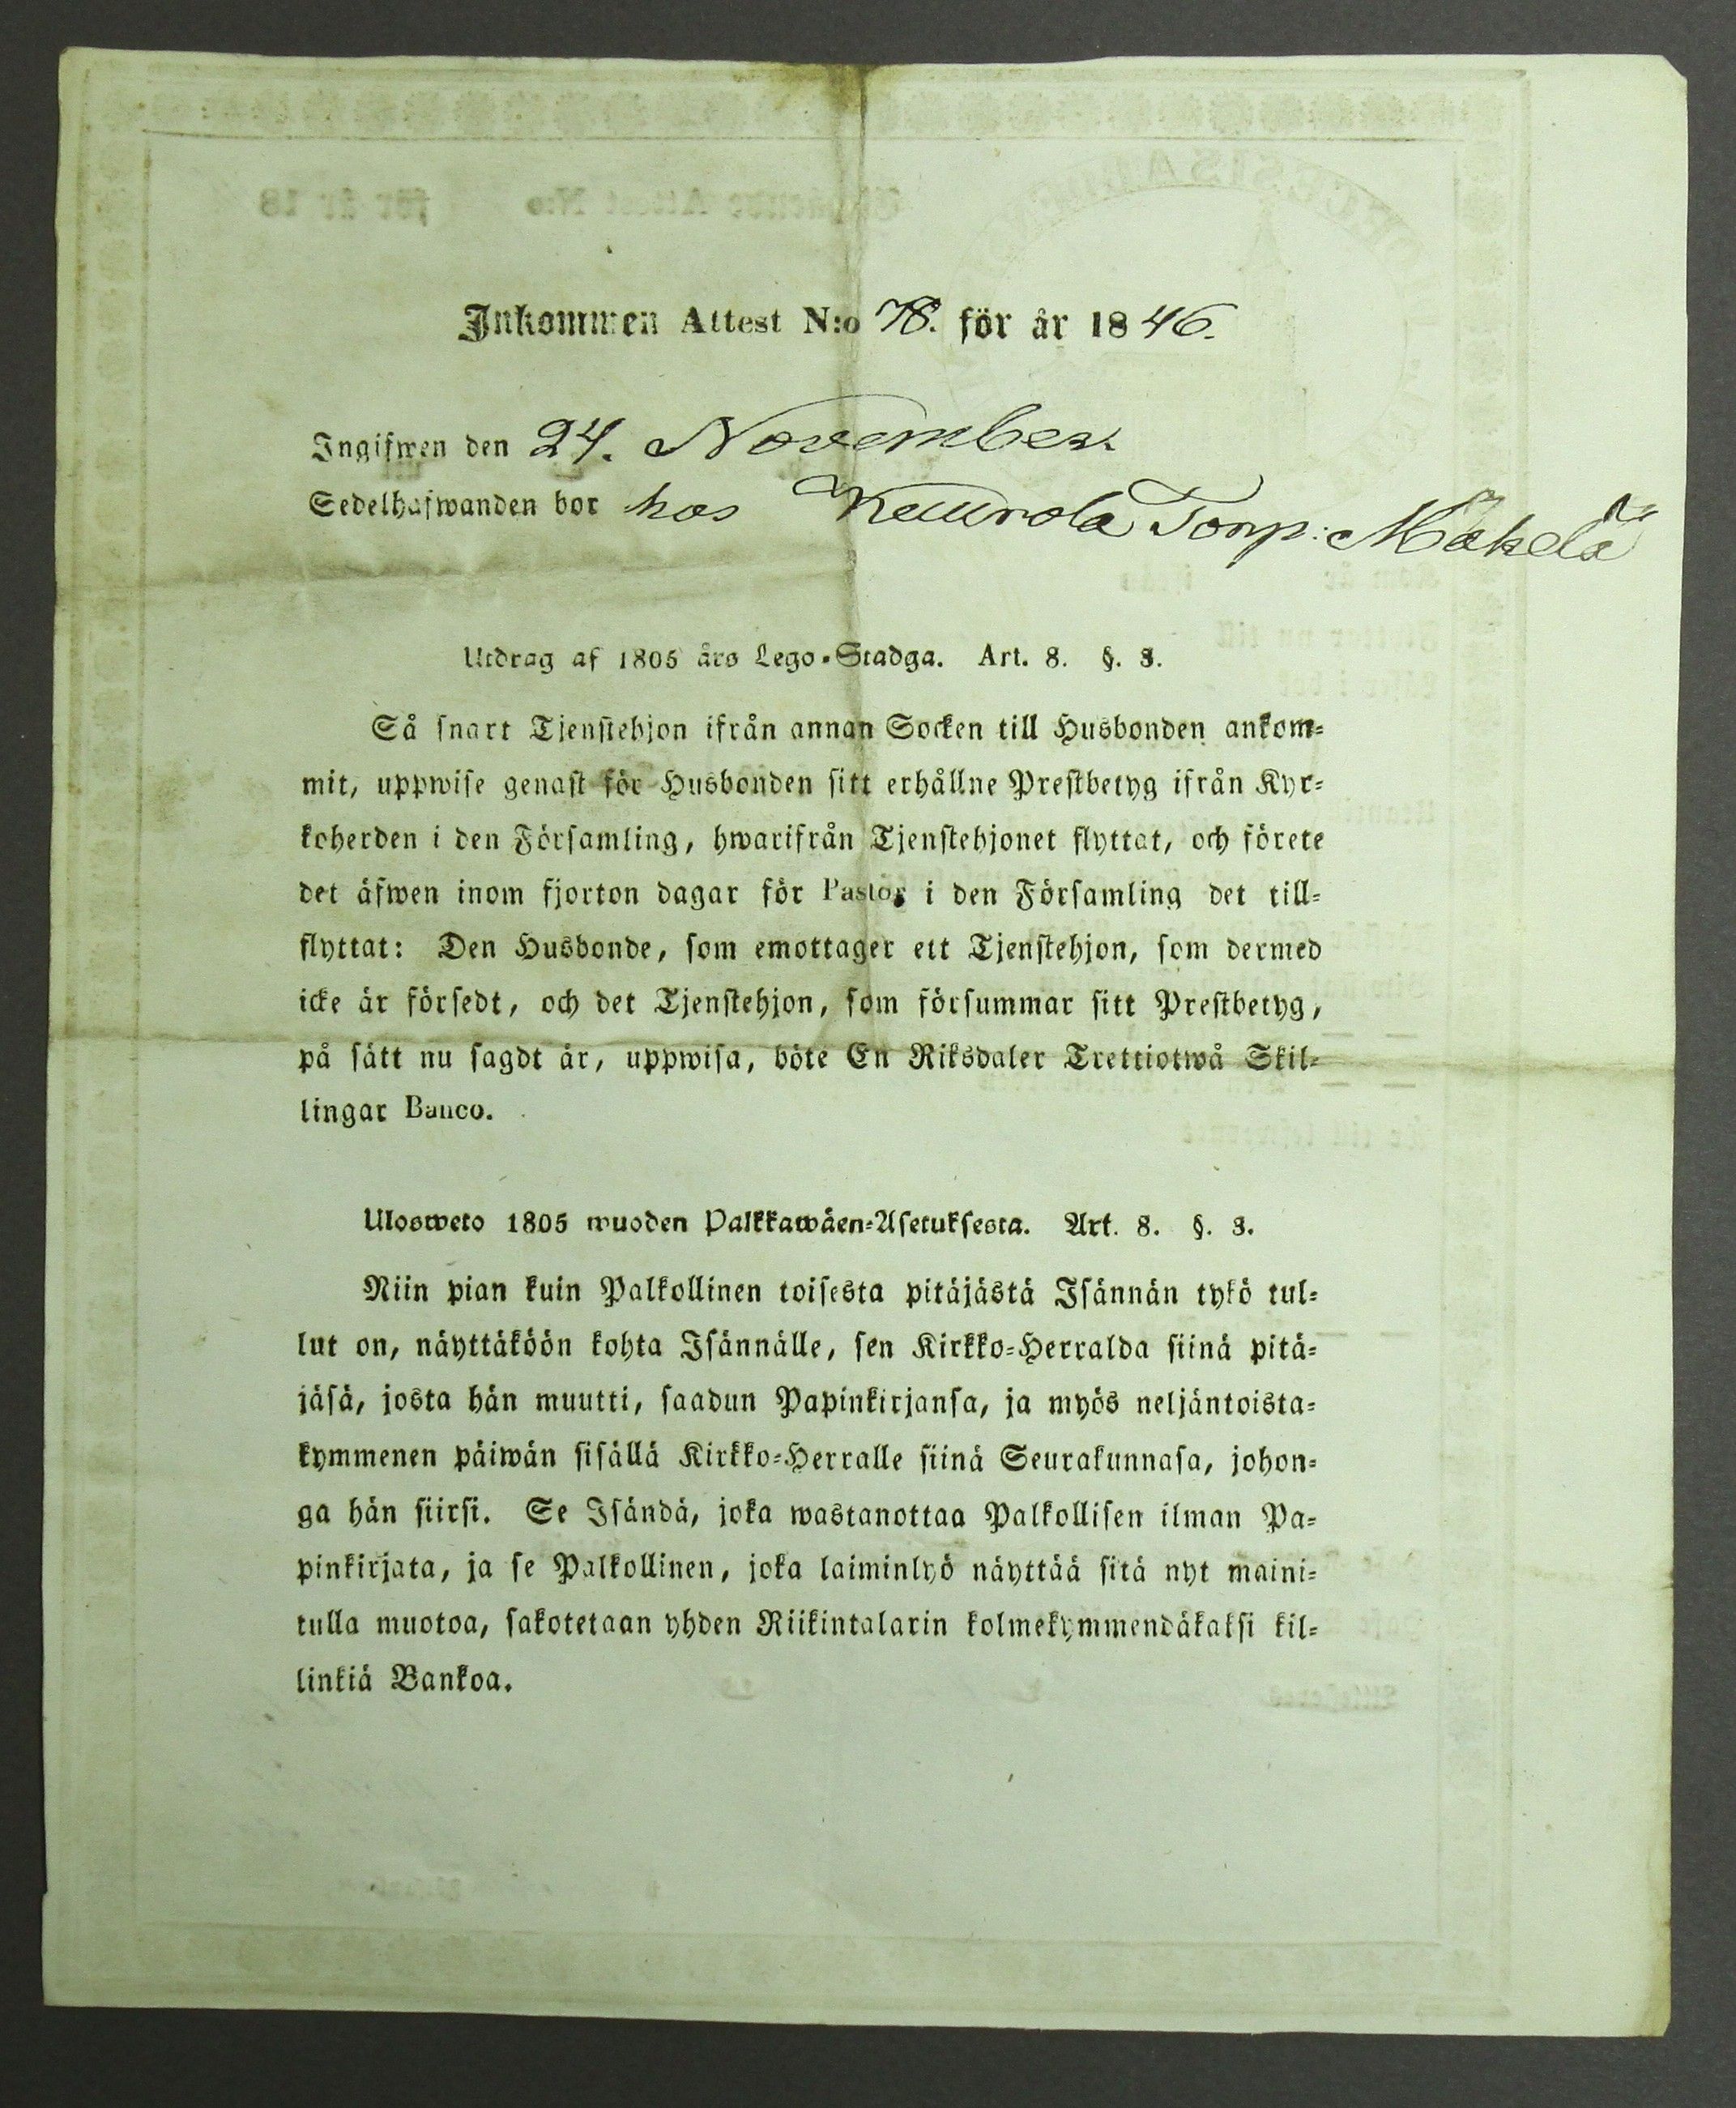 Inkommen Attest N:o 78. för år 1846.
Ingifwen den 24. November
Sedelhafwanden bor hos Keurola Torp: Mäkelä
Utdrag af 1805 års Lego-Stadga. Art. 8. §. 3.
Så snart Tjenstehjon ifrån annan Socken till Husbonden ankom-
mit, uppwise genast för Husbonden sitt erhållne Prestbetyg ifrån Kyr-
koherden i den Församling, hwarifrån Tjenstehjonet flyttat, och förete
det äfwen inom fjorton dagar för Pastor i den Församling det till-
flyttat: Den Husbonde, som emottager ett Tjenstehjon, som dermed
icke är försedt, och det Tjenstehjon, som försummar sitt Prestbetyg,
på sätt nu sagdt är, uppwisa, böte En Riksdaler Trettiotwå Skil-
lingar Banco.
Ulosweto 1805 wuoden Palkkawäen-Asetuksesta. Art. 8. §. 3.
Niin pian kuin Palkollinen toisesta pitäjästä Isännän tykö tul-
lut on, näyttäköön kohta Isännälle, sen Kirkko-Herralda siinä pitä-
jäsä, josta hän muutti, saadun Papinkirjansa, ja myös neljäntoista-
kymmenen päiwän sisällä Kirkko-Herralle siinä Seurakunnasa, johon-
ga hän siirsi. Se Isändä, joka wastanottaa Palkollisen ilman Pa-
pinkirjata, ja se Palkollinen, joka laiminlyö näyttää sitä nyt maini-
tulla muotoa, sakotetaan yhden Riikintalarin kolmekymmendäkaksi kil-
linkiä Bankoa.